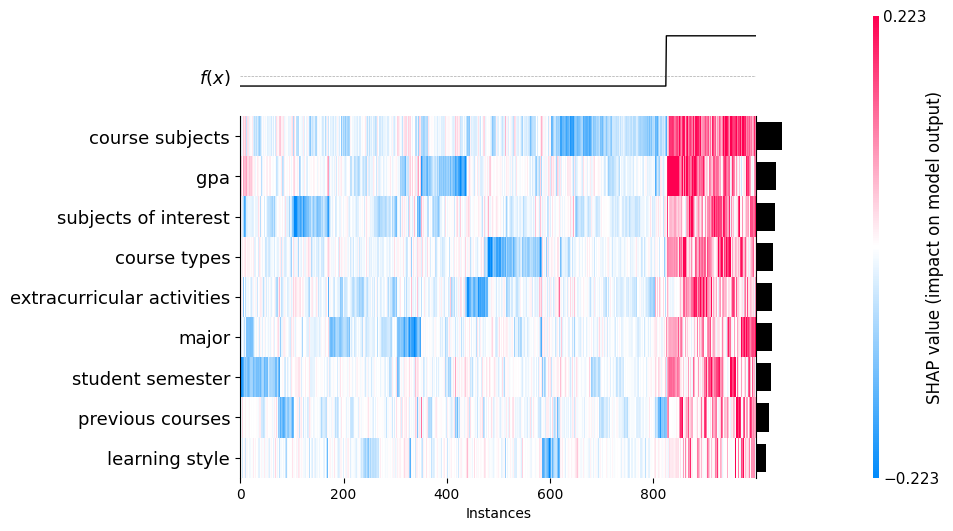 0.223
f(x)
course subjects
gpa
subjects of interest
course types
extracurricular activities
major
student semester
previous courses
learning style
0 200 400 600 800
Instances
SHAP value (impact on model output)
−0.223